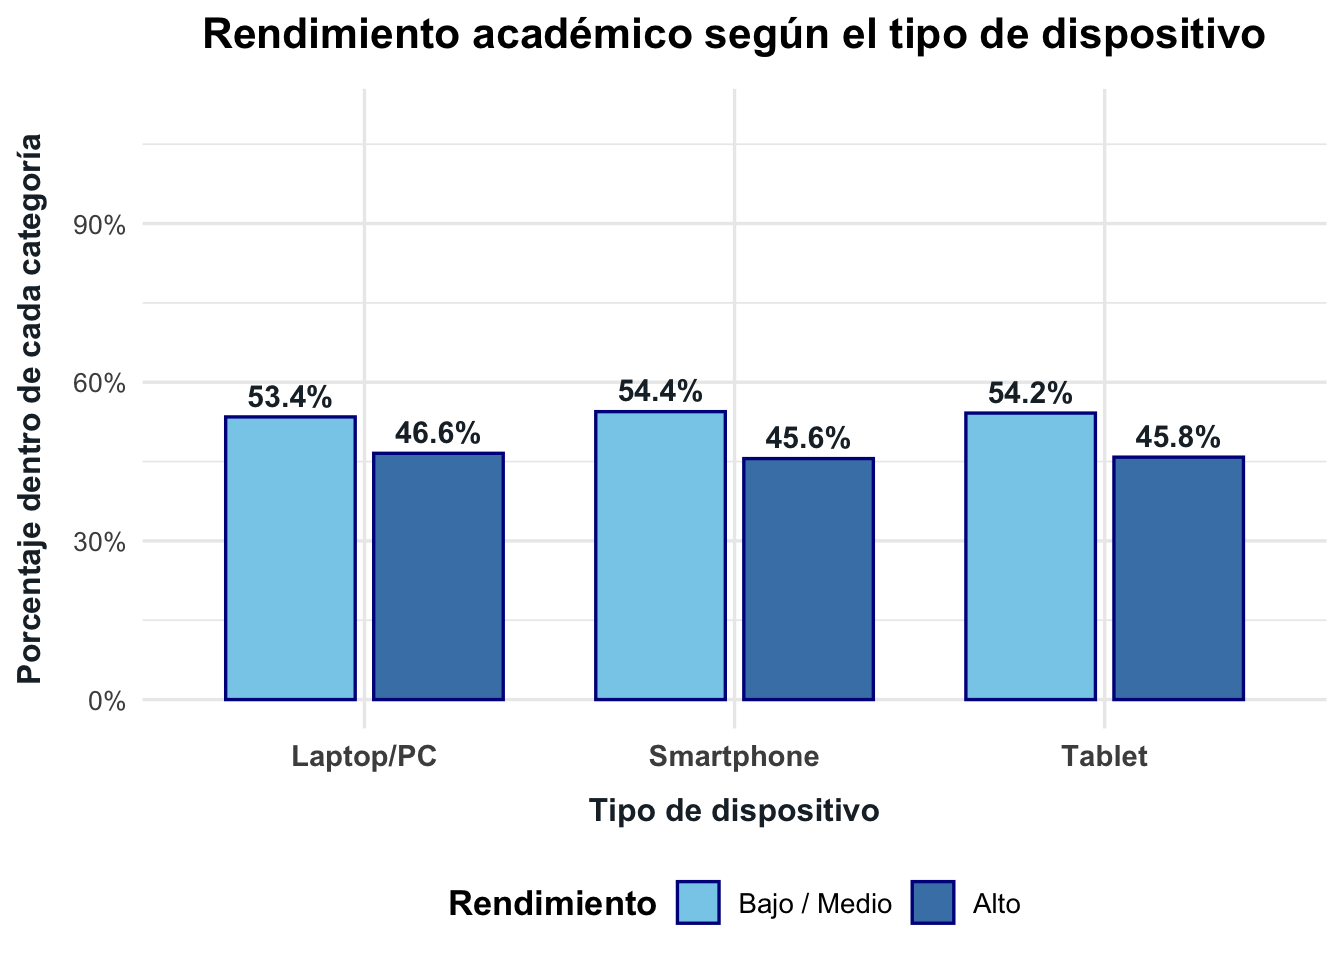 Rendimiento académico según el tipo de dispositivo
Porcentaje dentro de cada categoría
90%
60%
30%
0%
53.4%
46.6%
54.4%
45.6%
54.2%
45.8%
Laptop/PC
Smartphone
Tablet
Tipo de dispositivo
Rendimiento
Bajo / Medio
Alto